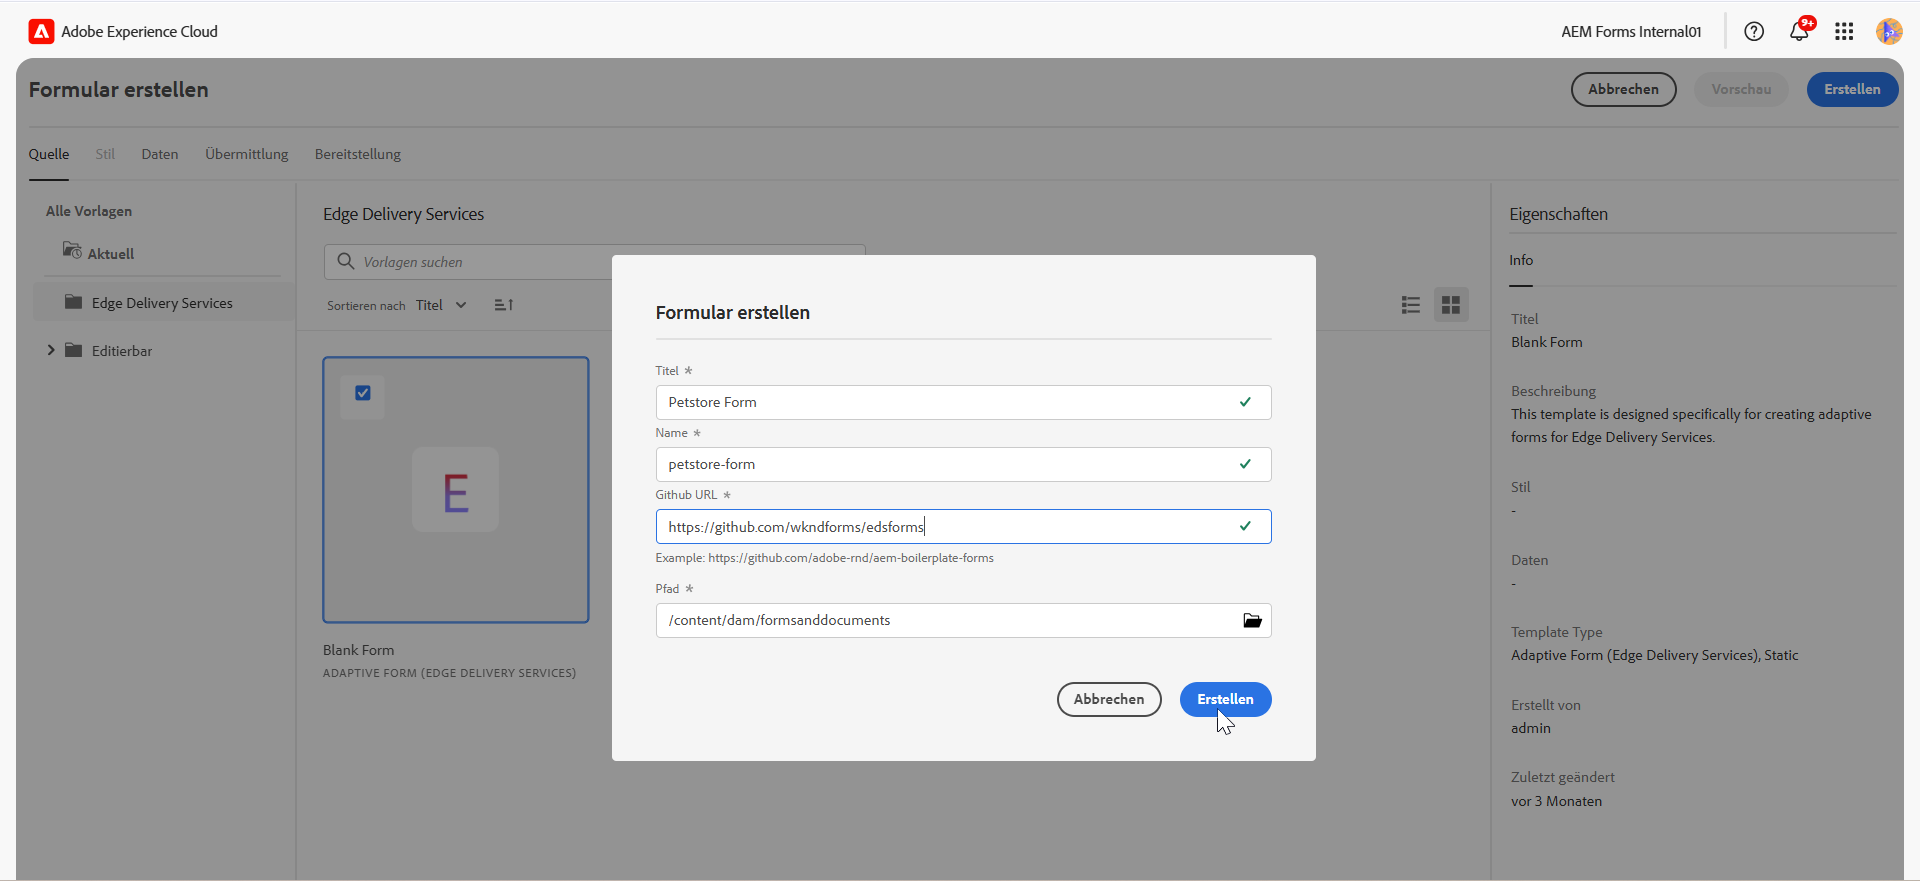 Adobe Experience Cloud
AEM Forms Internal01
9+
Formular erstellen
Abbrechen
Vorschau
Erstellen
Quelle
Stil
Daten
Übermittlung
Bereitstellung
Alle Vorlagen
Aktuell
Edge Delivery Services
Editierbar
Edge Delivery Services
Vorlagen suchen
Sortieren nach Titel
E
Blank Form
ADAPTIVE FORM (EDGE DELIVERY SERVICES)
Formular erstellen
Titel *
Petstore Form
Name *
petstore-form
Github URL *
https://github.com/wkndforms/edsforms
Example: https://github.com/adobe-rnd/aem-boilerplate-forms
Pfad *
/content/dam/formsanddocuments
Abbrechen
Erstellen
Eigenschaften
Info
Titel
Blank Form
Beschreibung
This template is designed specifically for creating adaptive
forms for Edge Delivery Services.
Stil
-
Daten
-
Template Type
Adaptive Form (Edge Delivery Services), Static
Erstellt von
admin
Zuletzt geändert
vor 3 Monaten